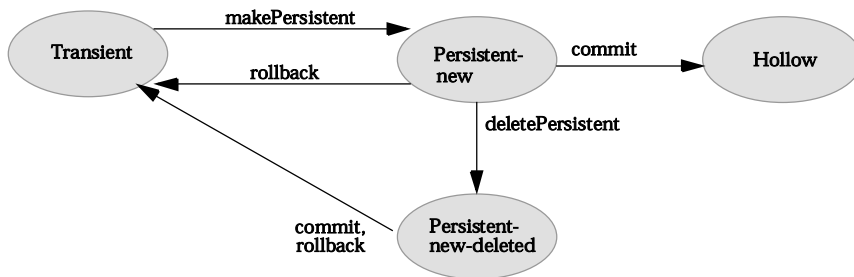 makePersistent
Transient
Persistent-
new
commit
Hollow
rollback
deletePersistent
commit,
rollback
Persistent-
new-deleted